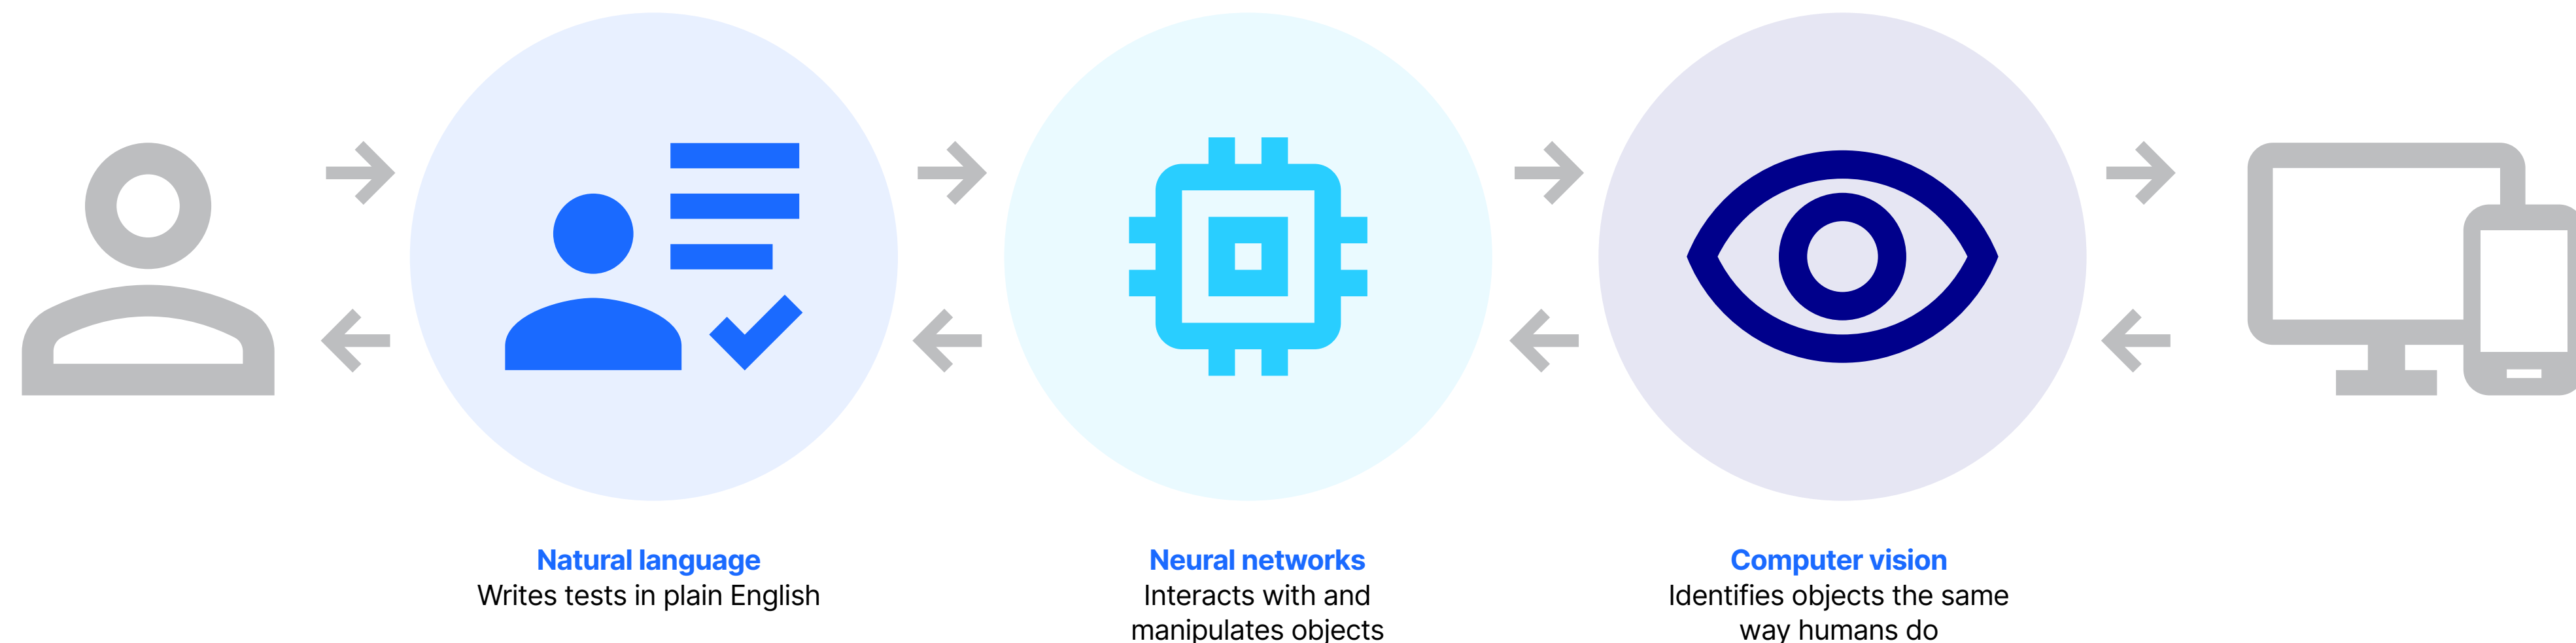 Natural language
Writes tests in plain English
Neural networks
Interacts with and
manipulates objects
Computer vision
Identifies objects the same
way humans do